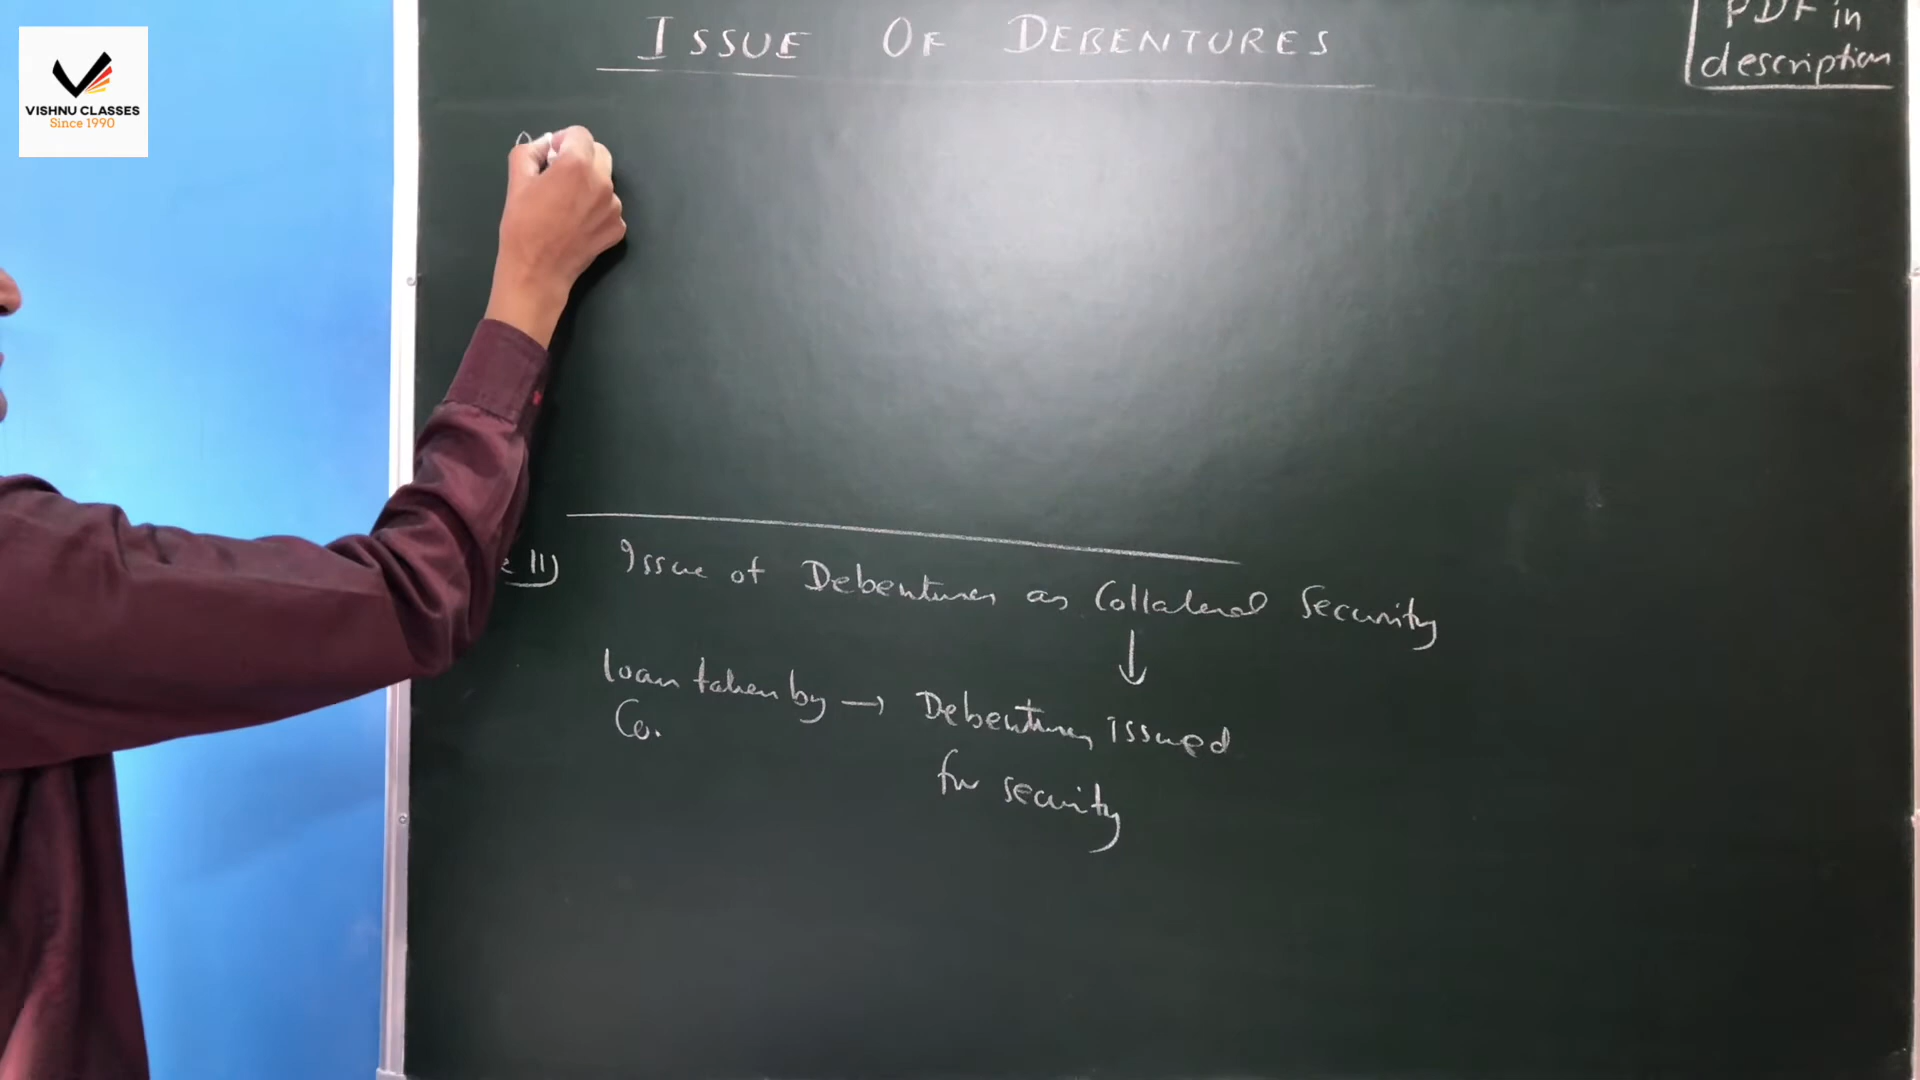 VISHNU CLASSES
Since 1990
ISSUE OF DEBENTURES
PDF in
description
II) Issue of Debentures as Collateral Security
loan taken by → Debentures issued
Co.
for security